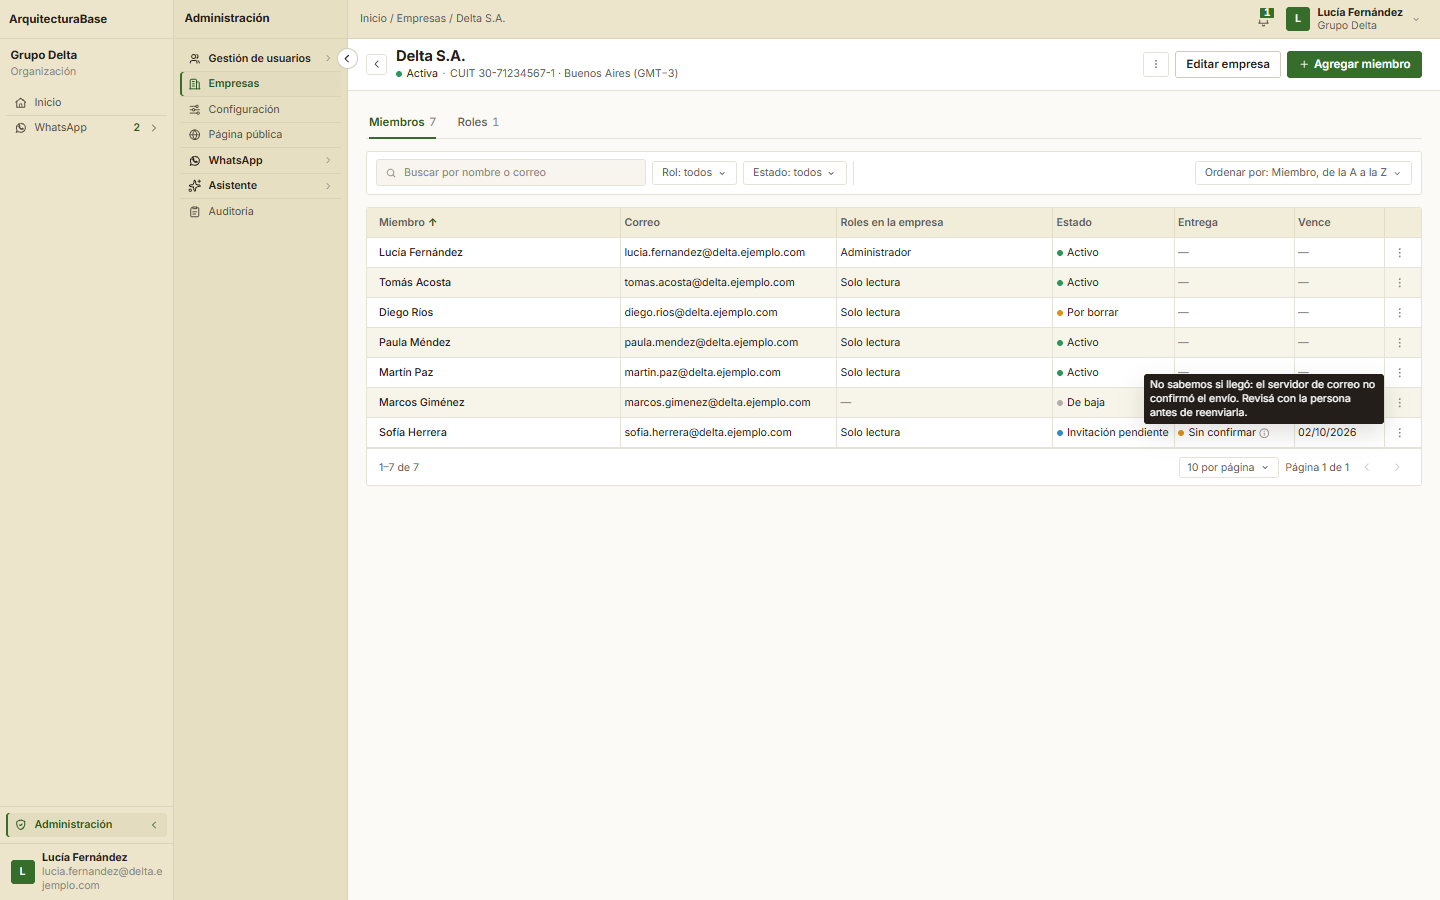 ArquitecturaBase
Administración
Inicio / Empresas / Delta S.A.
1
L
Lucía Fernández
Grupo Delta
Grupo Delta
Organización
Inicio
WhatsApp 2
Gestión de usuarios
Empresas
Configuración
Página pública
WhatsApp
Asistente
Auditoría
Delta S.A.
Activa · CUIT 30-71234567-1 · Buenos Aires (GMT−3)
Editar empresa
+ Agregar miembro
Miembros 7
Roles 1
Buscar por nombre o correo
Rol: todos
Estado: todos
Ordenar por: Miembro, de la A a la Z
Miembro ↑ Correo Roles en la empresa Estado Entrega Vence
Lucía Fernández lucia.fernandez@delta.ejemplo.com Administrador Activo — —
Tomás Acosta tomas.acosta@delta.ejemplo.com Solo lectura Activo — —
Diego Ríos diego.rios@delta.ejemplo.com Solo lectura Por borrar — —
Paula Méndez paula.mendez@delta.ejemplo.com Solo lectura Activo — —
Martín Paz martin.paz@delta.ejemplo.com Solo lectura Activo — —
Marcos Giménez marcos.gimenez@delta.ejemplo.com — De baja
No sabemos si llegó: el servidor de correo no
confirmó el envío. Revisá con la persona
antes de reenviarla.
Sofía Herrera sofia.herrera@delta.ejemplo.com Solo lectura Invitación pendiente Sin confirmar 02/10/2026
1–7 de 7
10 por página
Página 1 de 1
Administración
L
Lucía Fernández
lucia.fernandez@delta.e
jemplo.com